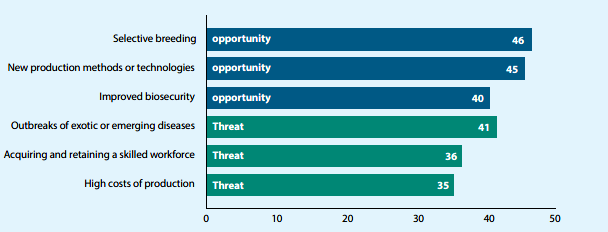 Selective breeding opportunity 46
New production methods or technologies opportunity 45
Improved biosecurity opportunity 40
Outbreaks of exotic or emerging diseases Threat 41
Acquiring and retaining a skilled workforce Threat 36
High costs of production Threat 35
0 10 20 30 40 50